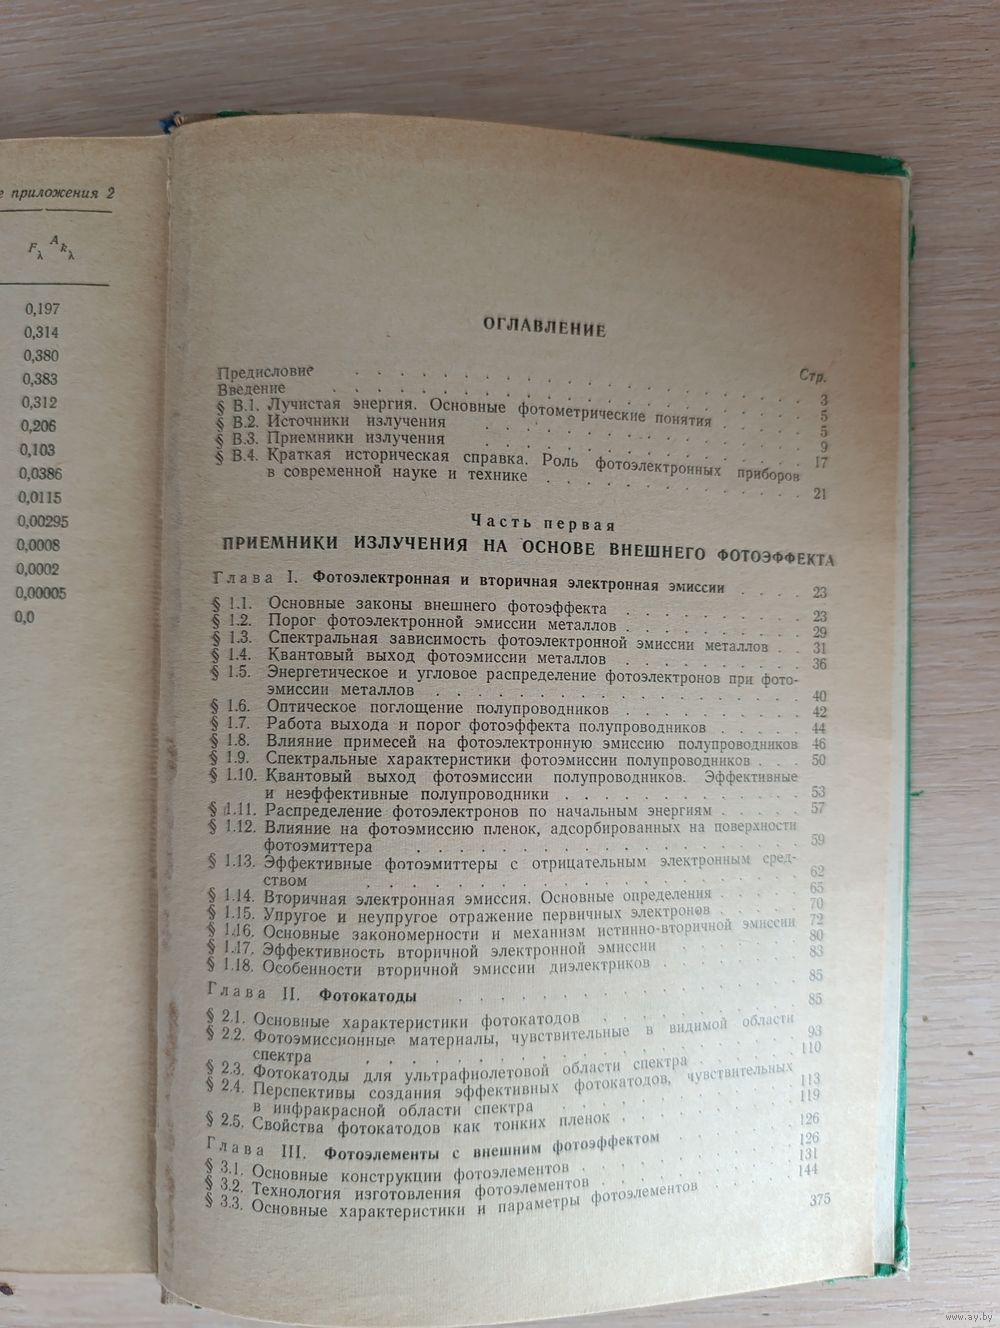 е приложения 2
F λ A k λ
0,197
0,314
0,380
0,383
0,312
0,206
0,103
0,0386
0,0115
0,00295
0,0008
0,0002
0,00005
0,0
ОГЛАВЛЕНИЕ
Стр.
Предисловие . . . 3
Введение . . . 5
§ В.1. Лучистая энергия. Основные фотометрические понятия . . . 5
§ В.2. Источники излучения . . . 9
§ В.3. Приемники излучения . . . 17
§ В.4. Краткая историческая справка. Роль фотоэлектронных приборов
в современной науке и технике . . . 21
Часть первая
ПРИЕМНИКИ ИЗЛУЧЕНИЯ НА ОСНОВЕ ВНЕШНЕГО ФОТОЭФФЕКТА
Глава I. Фотоэлектронная и вторичная электронная эмиссии . . . 23
§ 1.1. Основные законы внешнего фотоэффекта . . . 23
§ 1.2. Порог фотоэлектронной эмиссии металлов . . . 29
§ 1.3. Спектральная зависимость фотоэлектронной эмиссии металлов . . 31
§ 1.4. Квантовый выход фотоэмиссии металлов . . . 36
§ 1.5. Энергетическое и угловое распределение фотоэлектронов при фото-
эмиссии металлов . . . 40
§ 1.6. Оптическое поглощение полупроводников . . . 42
§ 1.7. Работа выхода и порог фотоэффекта полупроводников . . . 44
§ 1.8. Влияние примесей на фотоэлектронную эмиссию полупроводников 46
§ 1.9. Спектральные характеристики фотоэмиссии полупроводников . . . 50
§ 1.10. Квантовый выход фотоэмиссии полупроводников. Эффективные
и неэффективные полупроводники . . . 53
§ 1.11. Распределение фотоэлектронов по начальным энергиям . . . 57
§ 1.12. Влияние на фотоэмиссию пленок, адсорбированных на поверхности
фотоэмиттера . . . 59
§ 1.13. Эффективные фотоэмиттеры с отрицательным электронным сред-
ством . . . 62
§ 1.14. Вторичная электронная эмиссия. Основные определения . . . 65
§ 1.15. Упругое и неупругое отражение первичных электронов . . . 70
§ 1.16. Основные закономерности и механизм истинно-вторичной эмиссии 72
§ 1.17. Эффективность вторичной электронной эмиссии . . . 80
§ 1.18. Особенности вторичной эмиссии диэлектриков . . . 83
Глава II. Фотокатоды . . . 85
§ 2.1. Основные характеристики фотокатодов . . . 85
§ 2.2. Фотоэмиссионные материалы, чувствительные в видимой области
спектра . . . 93
§ 2.3. Фотокатоды для ультрафиолетовой области спектра . . . 110
§ 2.4. Перспективы создания эффективных фотокатодов, чувствительных
в инфракрасной области спектра . . . 113
§ 2.5. Свойства фотокатодов как тонких пленок . . . 119
Глава III. Фотоэлементы с внешним фотоэффектом . . . 126
§ 3.1. Основные конструкции фотоэлементов . . . 126
§ 3.2. Технология изготовления фотоэлементов . . . 131
§ 3.3. Основные характеристики и параметры фотоэлементов . . . 144
375
www.ay.by